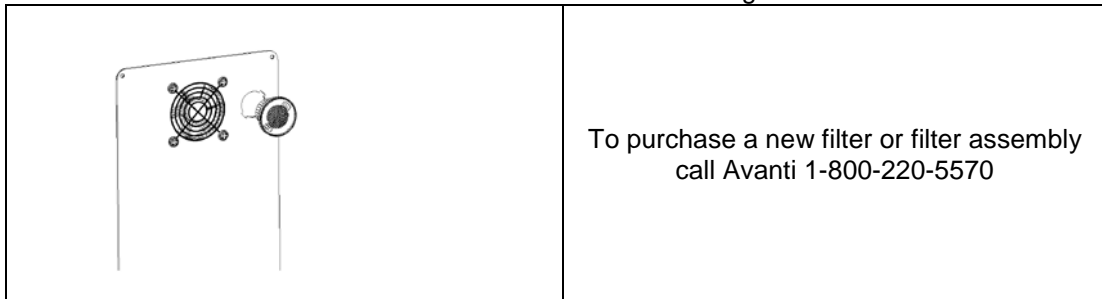 To purchase a new filter or filter assembly
call Avanti 1-800-220-5570